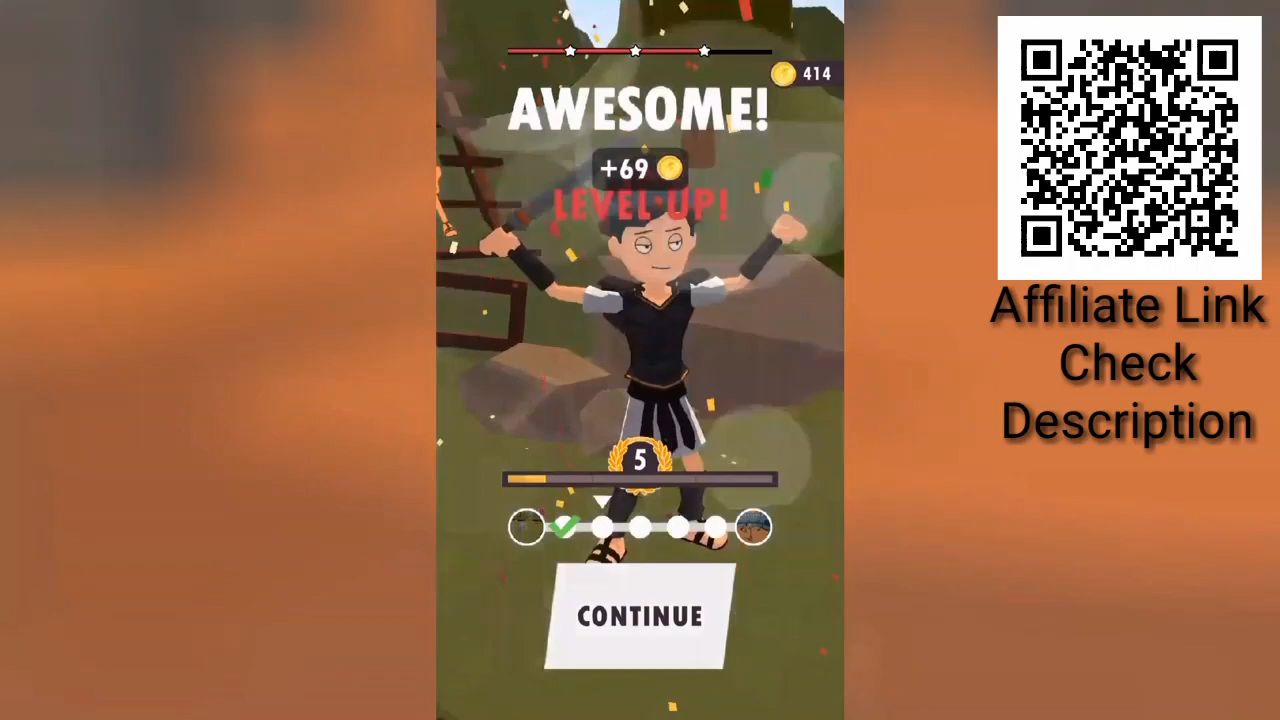 414
AWESOME!
+69
LEVEL UP!
5
CONTINUE
Affiliate Link
Check
Description